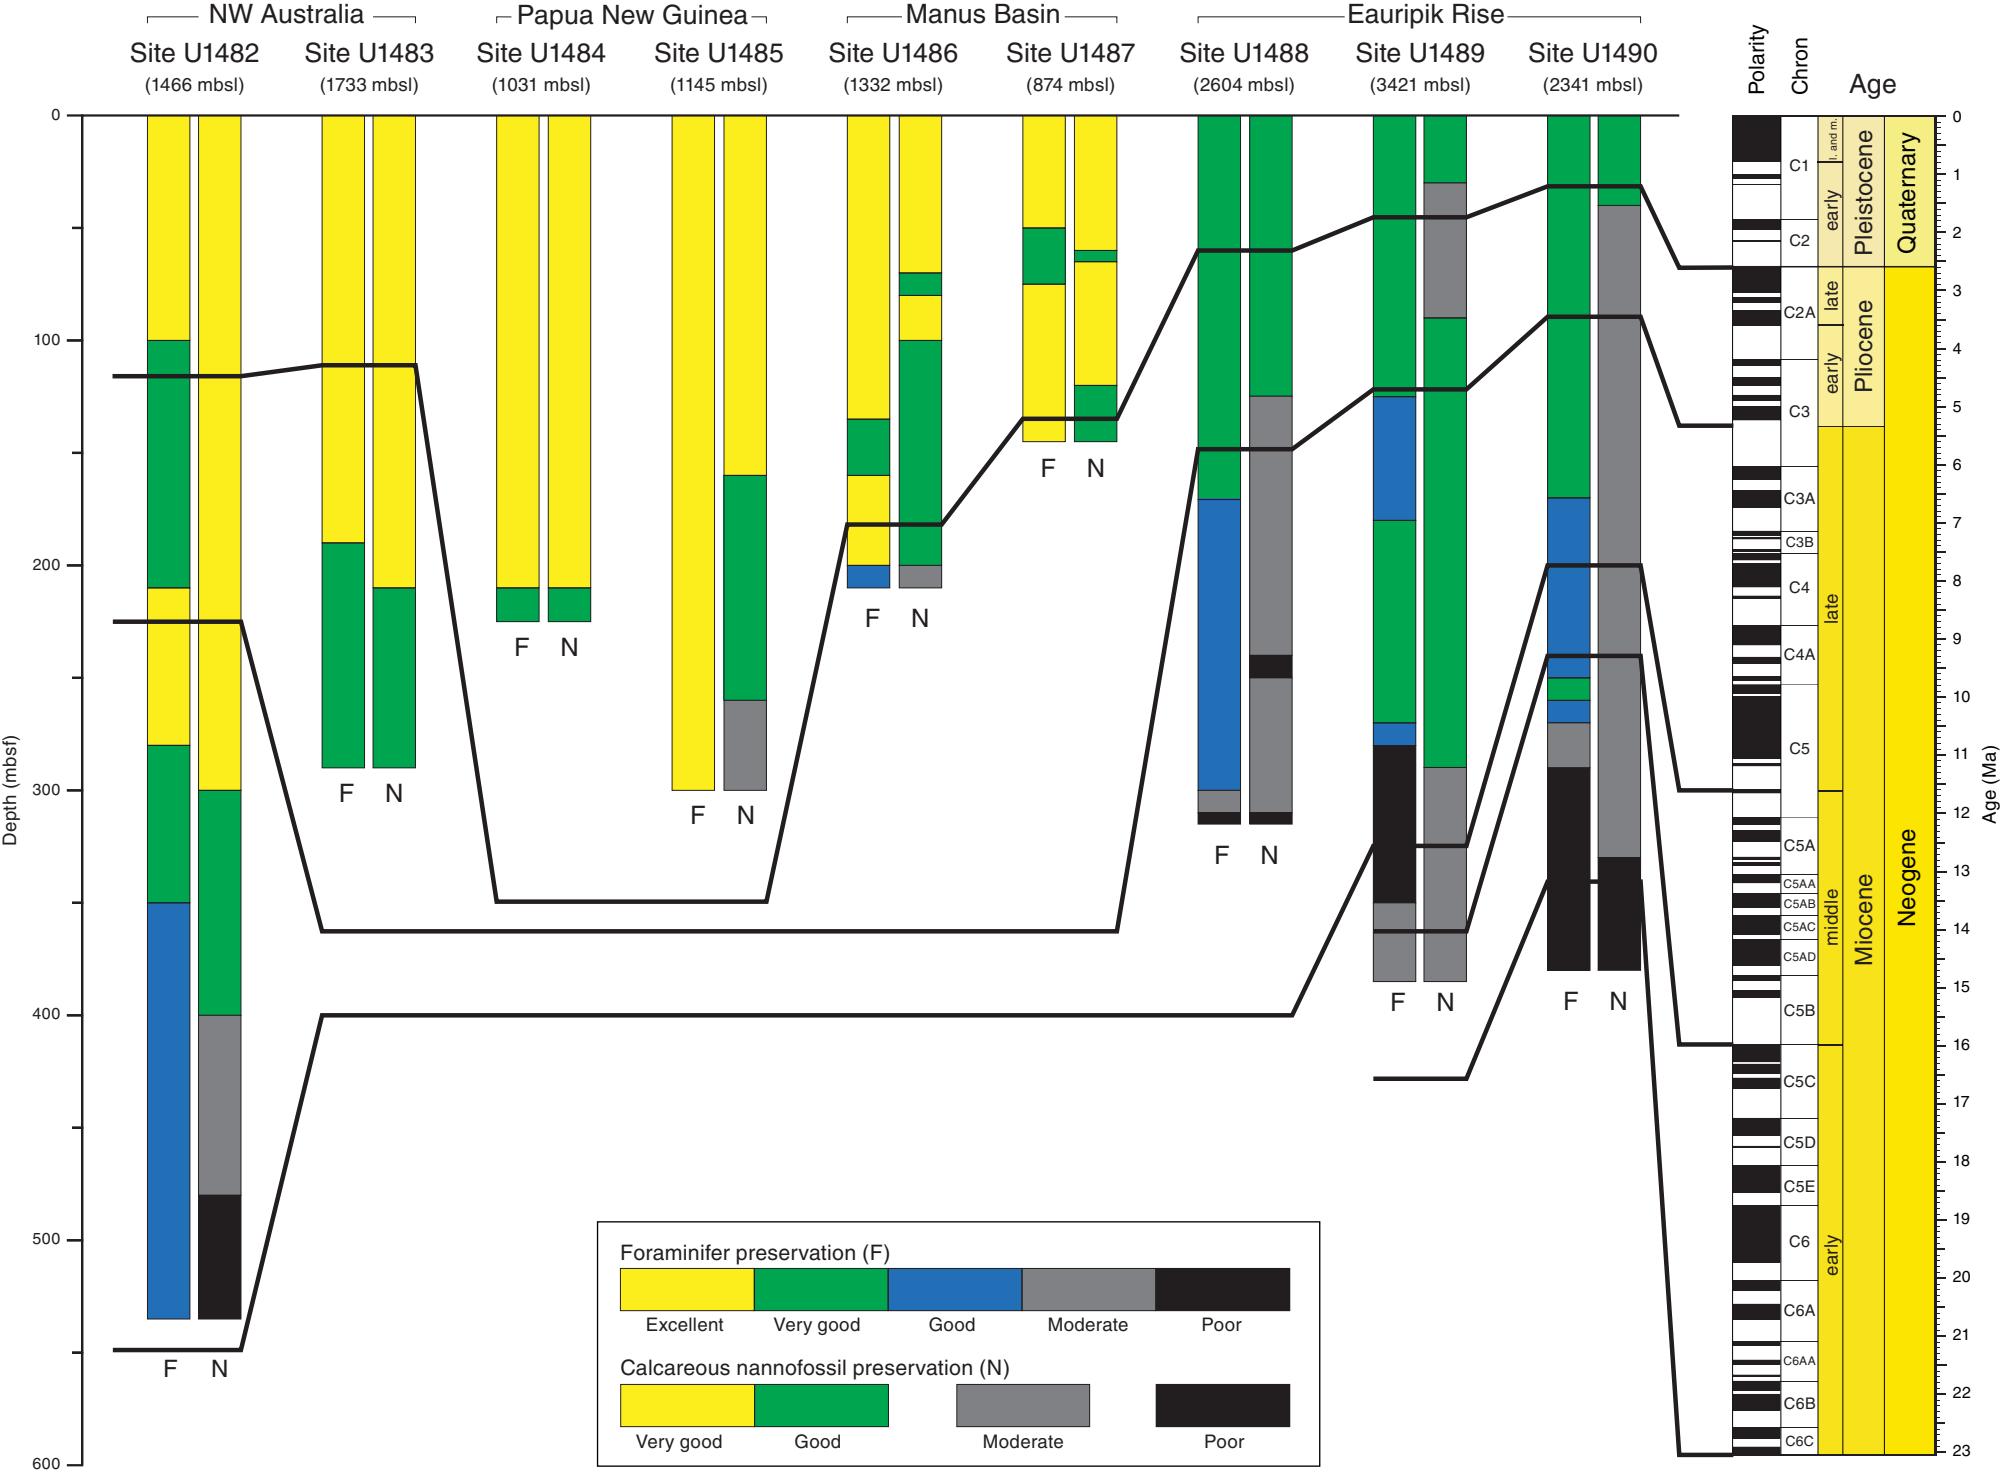 NW Australia Papua New Guinea Manus Basin Eauripik Rise
Site U1482 Site U1483 Site U1484 Site U1485 Site U1486 Site U1487 Site U1488 Site U1489 Site U1490
(1466 mbsl) (1733 mbsl) (1031 mbsl) (1145 mbsl) (1332 mbsl) (874 mbsl) (2604 mbsl) (3421 mbsl) (2341 mbsl)
Polarity
Chron
Age
0
100
200
300
400
500
600
Depth (mbsf)
F N
F N
F N
F N
F N
F N
F N
F N
F N
C1
C2
C2A
C3
C3A
C3B
C4
C4A
C5
C5A
C5AA
C5AB
C5AC
C5AD
C5B
C5C
C5D
C5E
C6
C6A
C6AA
C6B
C6C
l. and m.
early
late
early
late
middle
early
Pleistocene
Pliocene
Miocene
Quaternary
Neogene
0
1
2
3
4
5
6
7
8
9
10
11
12
13
14
15
16
17
18
19
20
21
22
23
Age (Ma)
Foraminifer preservation (F)
Excellent Very good Good Moderate Poor
Calcareous nannofossil preservation (N)
Very good Good Moderate Poor